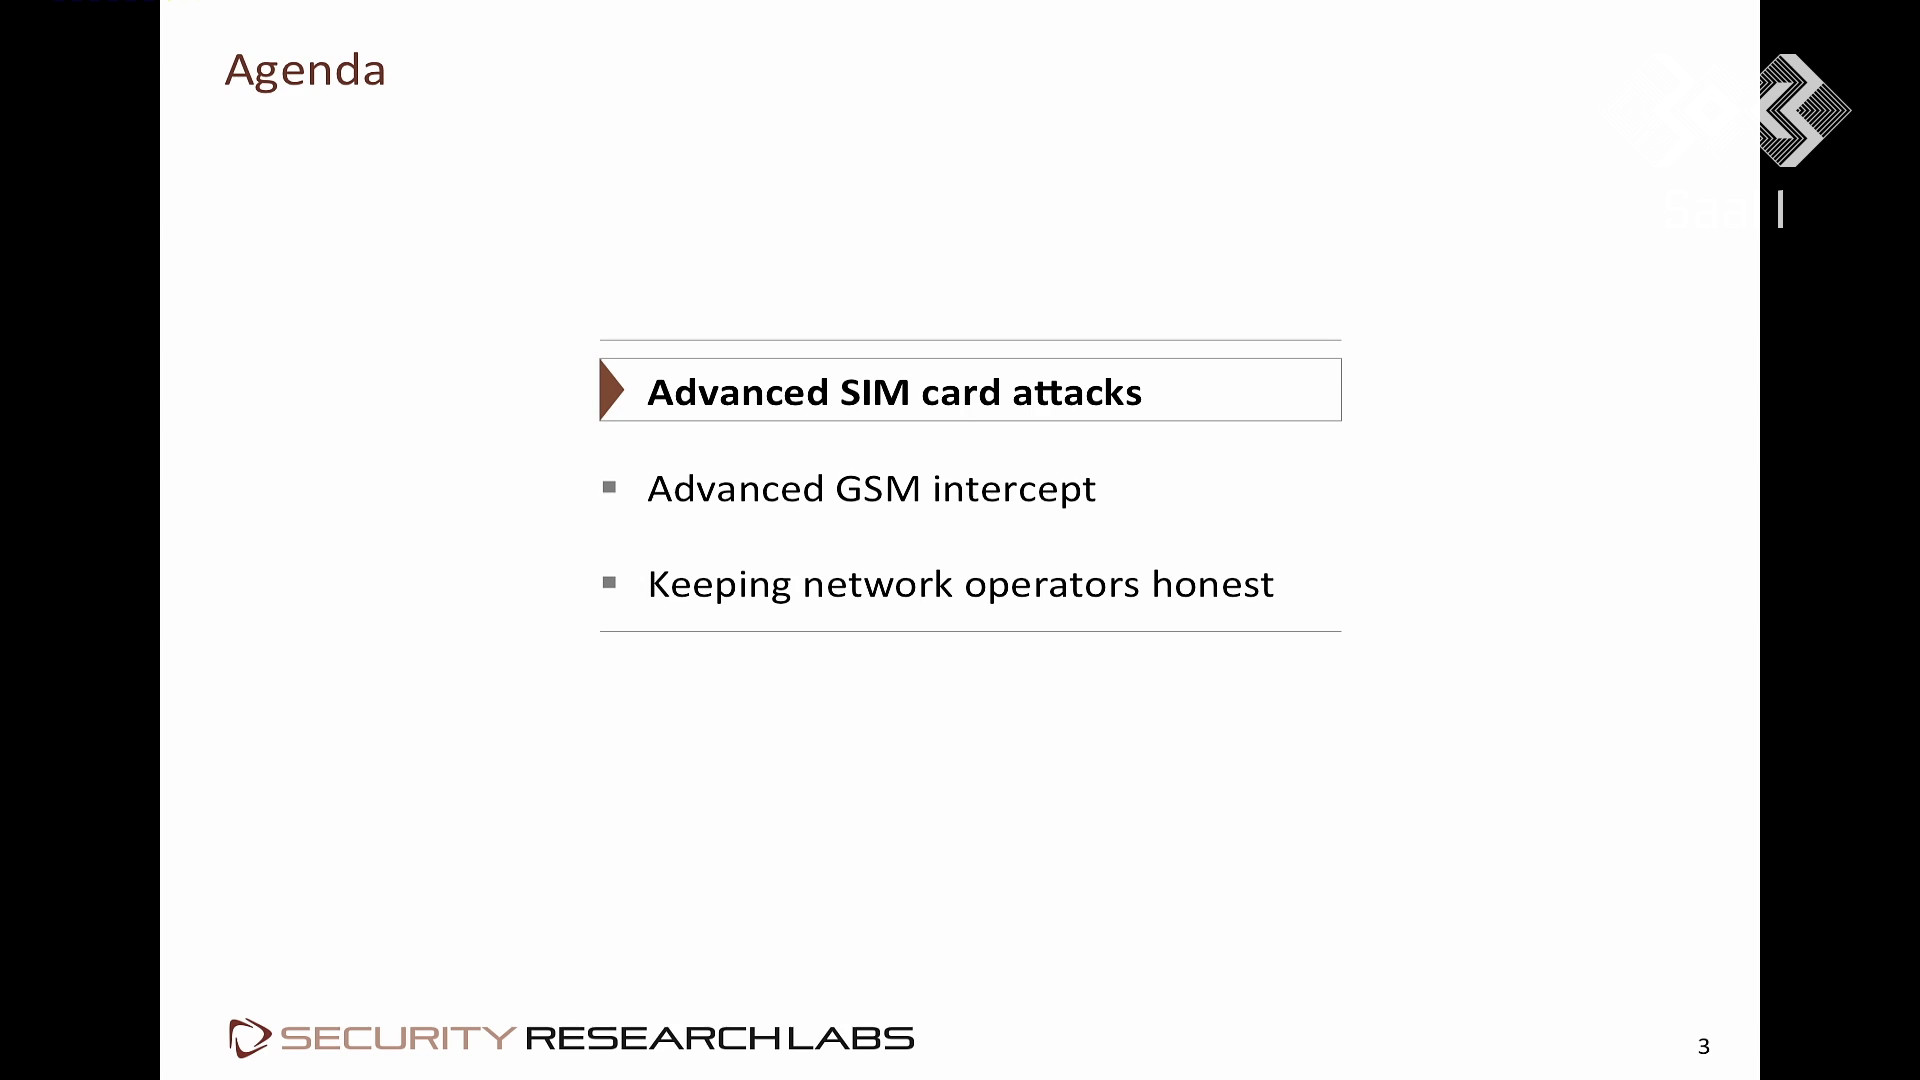 Agenda
Advanced SIM card attacks
Advanced GSM intercept
Keeping network operators honest
SECURITY RESEARCH LABS
3